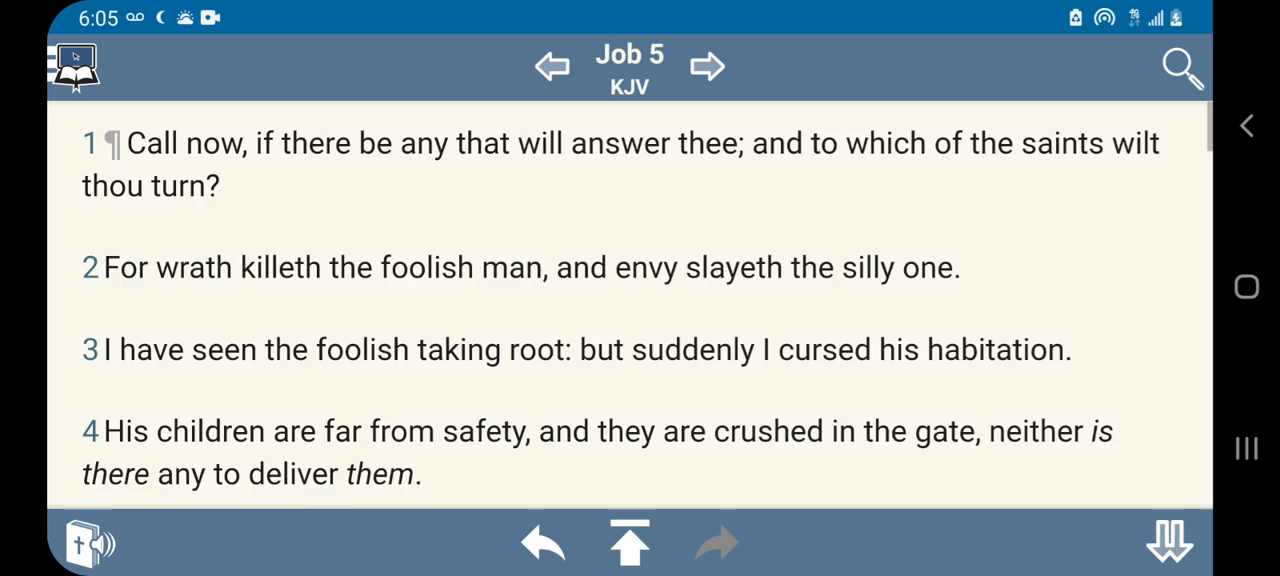 6:05
Job 5
KJV
1 ¶ Call now, if there be any that will answer thee; and to which of the saints wilt
thou turn?
2 For wrath killeth the foolish man, and envy slayeth the silly one.
3 I have seen the foolish taking root: but suddenly I cursed his habitation.
4 His children are far from safety, and they are crushed in the gate, neither is
there any to deliver them.